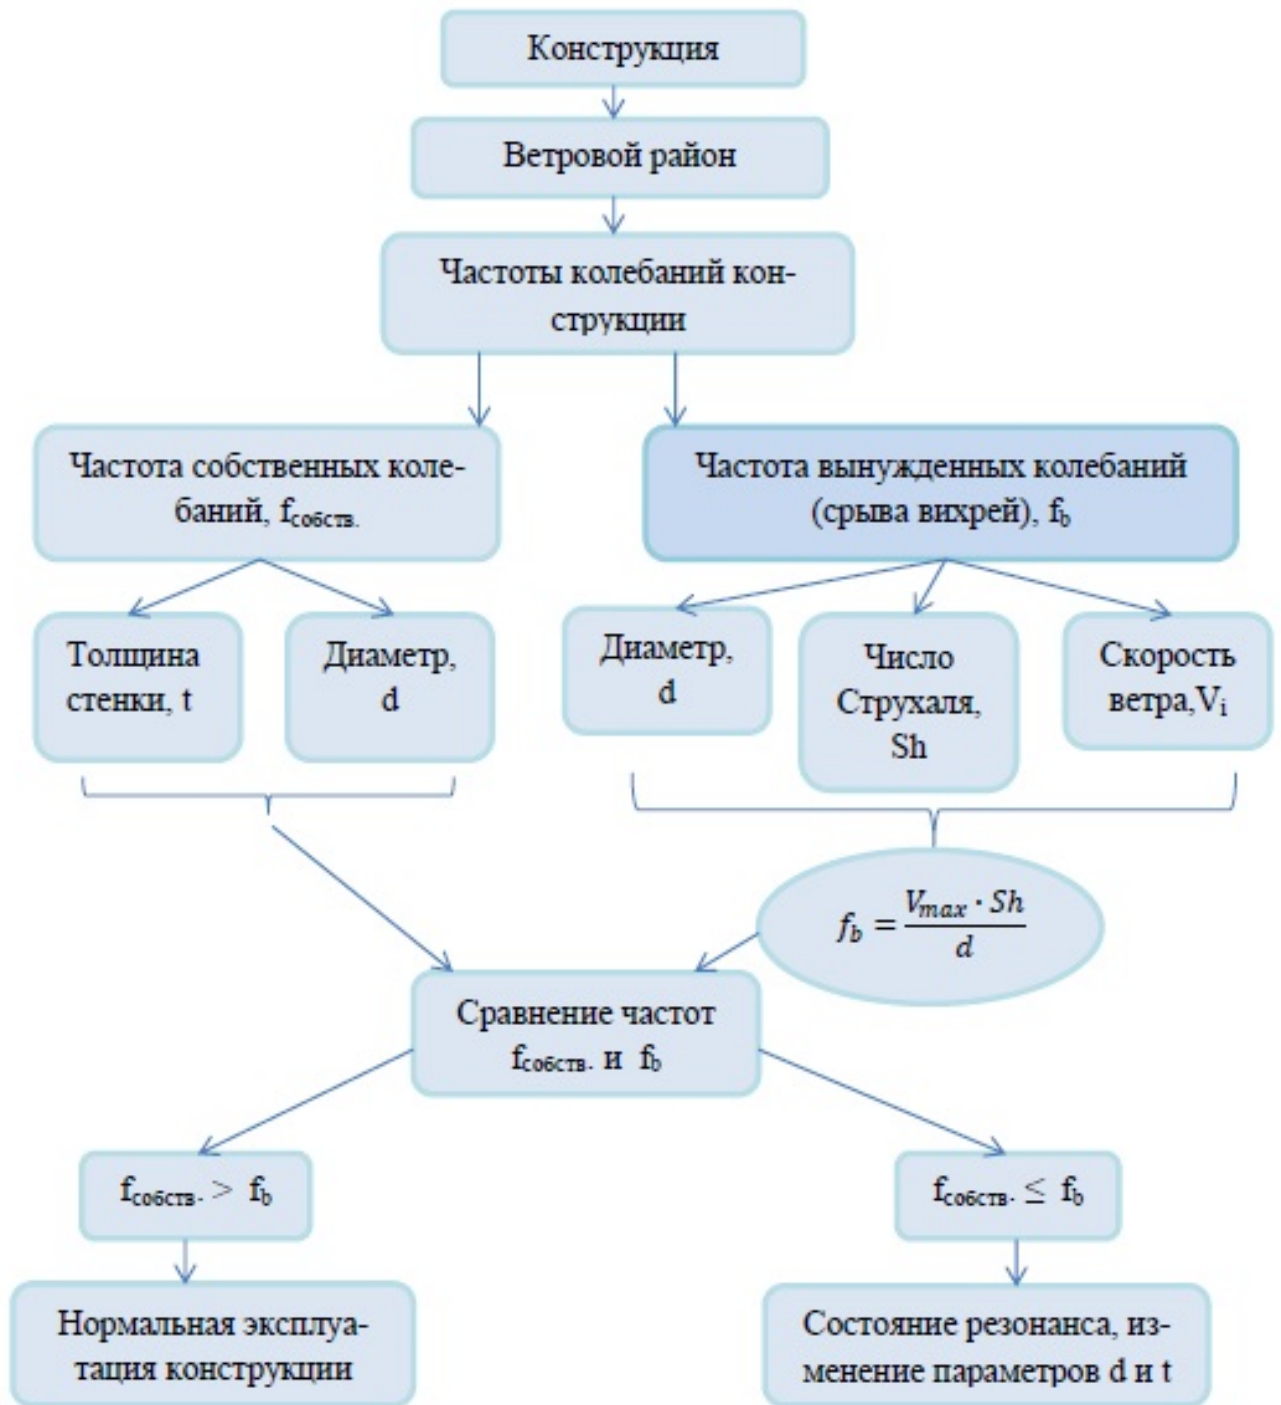 Конструкция
Ветровой район
Частоты колебаний кон-
струкции
Частота собственных коле-
баний, fсобств.
Частота вынужденных колебаний
(срыва вихрей), fb
Толщина
стенки, t
Диаметр,
d
Диаметр,
d
Число
Струхаля,
Sh
Скорость
ветра,Vi
fb = Vmax · Sh / d
Сравнение частот
fсобств. и fb
fсобств. > fb
fсобств. ≤ fb
Нормальная эксплуа-
тация конструкции
Состояние резонанса, из-
менение параметров d и t